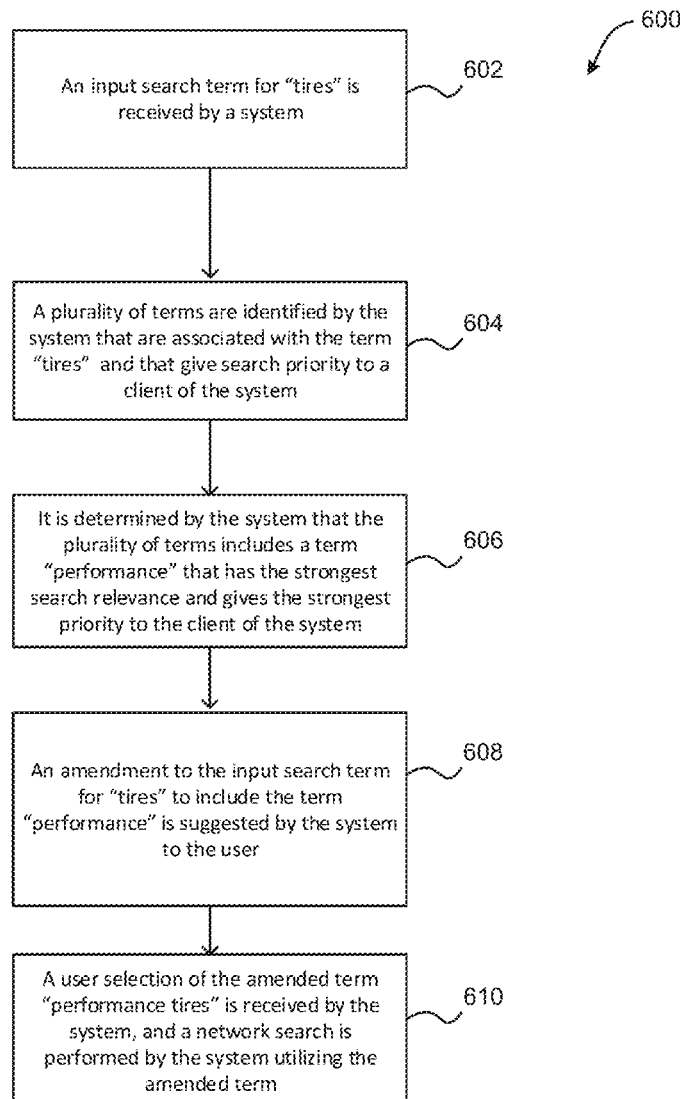 600
An input search term for “tires” is
received by a system
602
A plurality of terms are identified by the
system that are associated with the term
“tires” and that give search priority to a
client of the system
604
It is determined by the system that the
plurality of terms includes a term
“performance” that has the strongest
search relevance and gives the strongest
priority to the client of the system
606
An amendment to the input search term
for “tires” to include the term
“performance” is suggested by the system
to the user
608
A user selection of the amended term
“performance tires” is received by the
system, and a network search is
performed by the system utilizing the
amended term
610